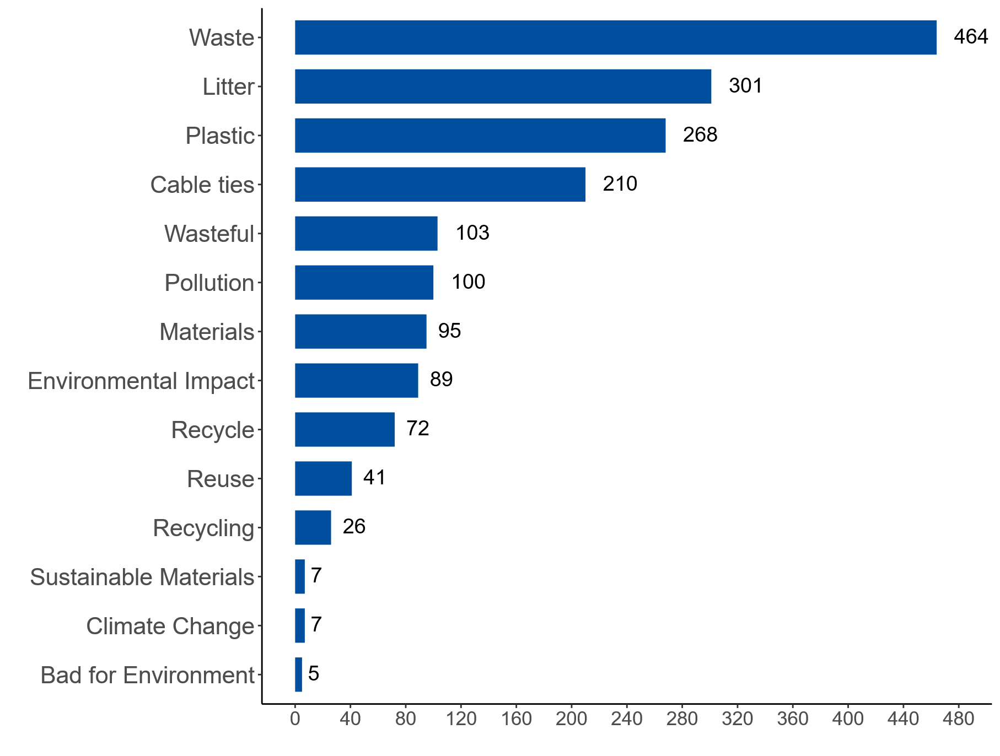 Waste 464
Litter 301
Plastic 268
Cable ties 210
Wasteful 103
Pollution 100
Materials 95
Environmental Impact 89
Recycle 72
Reuse 41
Recycling 26
Sustainable Materials 7
Climate Change 7
Bad for Environment 5
0 40 80 120 160 200 240 280 320 360 400 440 480